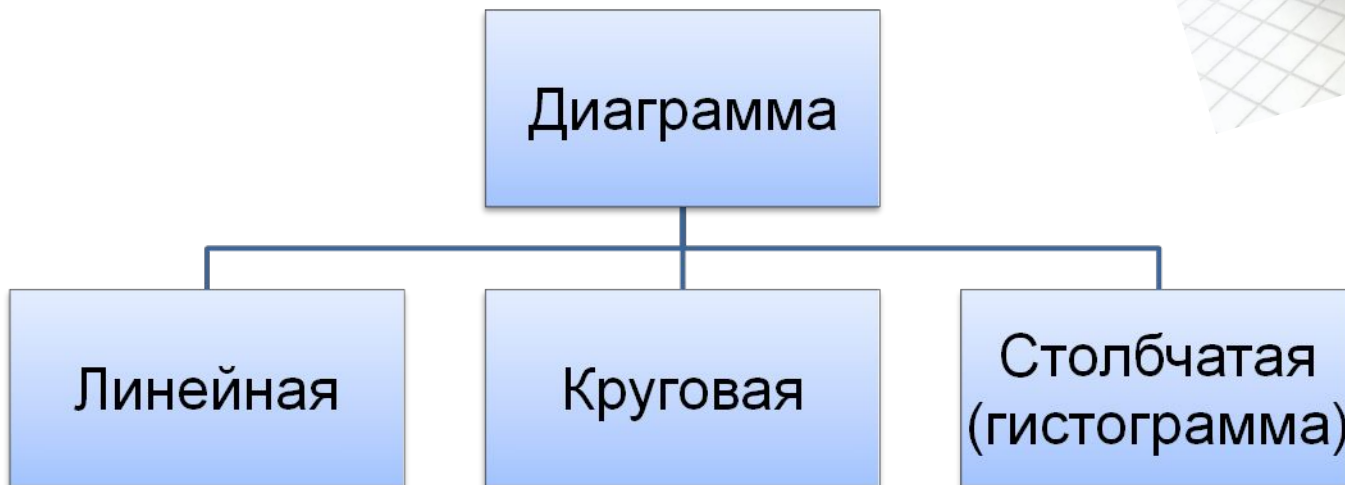 Диаграмма
Линейная
Круговая
Столбчатая
(гистограмма)